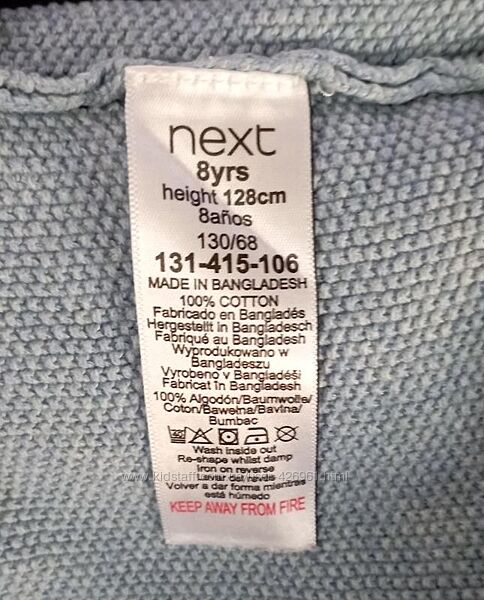 next
8yrs
height 128cm
8años
130/68
131-415-106
MADE IN BANGLADESH
100% COTTON
Fabricado en Bangladés
Hergestellt in Bangladesch
Fabriqué au Bangladesh
Wyprodukowano w
Bangladeszu
Vyrobeno v Bangladéši
Fabricat în Bangladesh
100% Algodón/Baumwolle/
Coton/Bawełna/Bavlna/
Bumbac
40
Wash inside out
Re-shape whilst damp
Iron on reverse
Lavar del revés
Volver a dar forma mientras
está húmedo
KEEP AWAY FROM FIRE